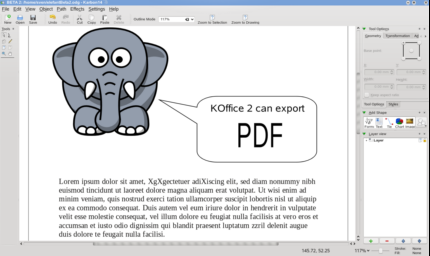 File Edit View Object Path Effects Settings Help
New Open Save Undo Redo Cut Copy Paste
Outline Mode: 117%
Zoom to Selection Zoom to Drawing
Tool Options
Geometry
KOffice 2 can export
PDF
Tool Options Styles
Add Shape
Layer view
Layer
Lorem ipsum dolor sit amet, XgXgectetuer adiXiscing elit, sed diam nonummy nibh
euismod tincidunt ut laoreet dolore magna aliquam erat volutpat. Ut wisi enim ad
minim veniam, quis nostrud exerci tation ullamcorper suscipit lobortis nisl ut aliquip
ex ea commodo consequat. Duis autem vel eum iriure dolor in hendrerit in vulputate
velit esse molestie consequat, vel illum dolore eu feugiat nulla facilisis at vero eros et
accumsan et iusto odio dignissim qui blandit praesent luptatum zzril delenit augue
duis dolore te feugait nulla facilisi.
145.72, 52.25 117%